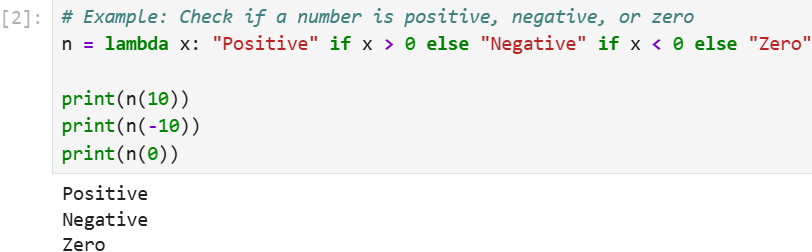 [2]: # Example: Check if a number is positive, negative, or zero
n = lambda x: "Positive" if x > 0 else "Negative" if x < 0 else "Zero"
print(n(10))
print(n(-10))
print(n(0))
Positive
Negative
Zero